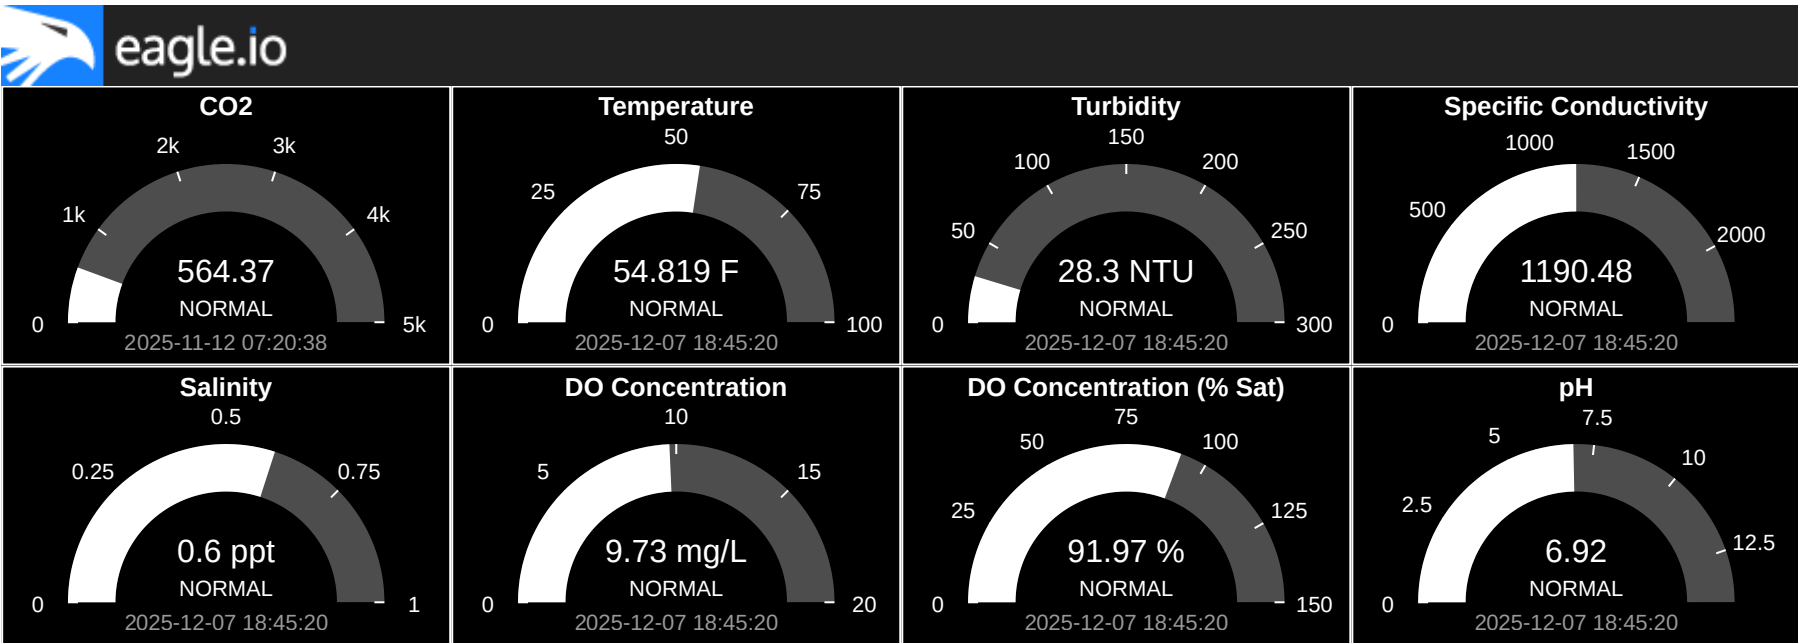 eagle.io
CO2
2k
3k
1k
4k
564.37
NORMAL
0
5k
2025-11-12 07:20:38
Temperature
50
25
75
54.819 F
NORMAL
0
100
2025-12-07 18:45:20
Turbidity
150
100
200
50
250
28.3 NTU
NORMAL
0
300
2025-12-07 18:45:20
Specific Conductivity
1000
1500
500
2000
1190.48
NORMAL
0
2025-12-07 18:45:20
Salinity
0.5
0.25
0.75
0.6 ppt
NORMAL
0
1
2025-12-07 18:45:20
DO Concentration
10
5
15
9.73 mg/L
NORMAL
0
20
2025-12-07 18:45:20
DO Concentration (% Sat)
75
50
100
25
125
91.97 %
NORMAL
0
150
2025-12-07 18:45:20
pH
7.5
5
10
2.5
12.5
6.92
NORMAL
0
2025-12-07 18:45:20